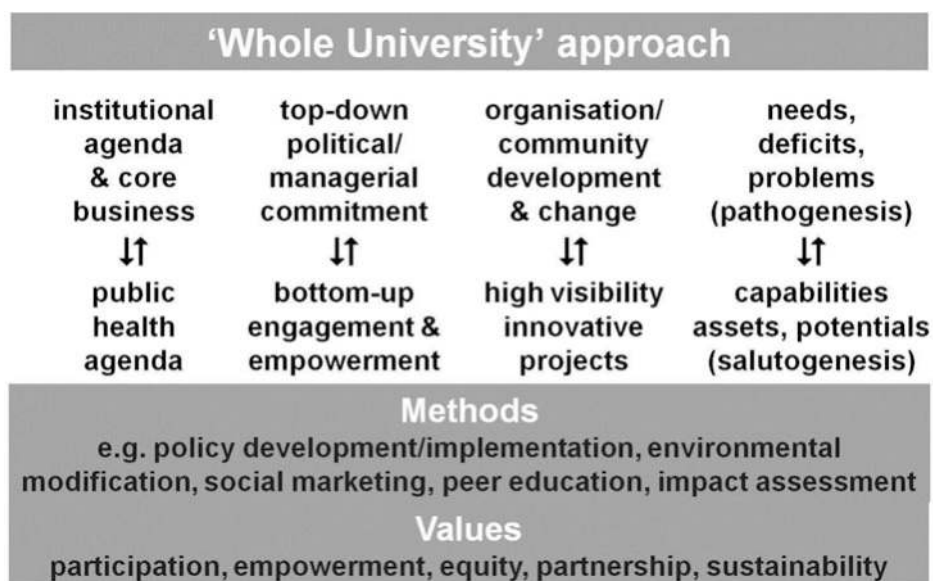 ‘Whole University’ approach
institutional
agenda
& core
business
↓↑
public
health
agenda
top-down
political/
managerial
commitment
↓↑
bottom-up
engagement &
empowerment
organisation/
community
development
& change
↓↑
high visibility
innovative
projects
needs,
deficits,
problems
(pathogenesis)
↓↑
capabilities
assets, potentials
(salutogenesis)
Methods
e.g. policy development/implementation, environmental
modification, social marketing, peer education, impact assessment
Values
participation, empowerment, equity, partnership, sustainability